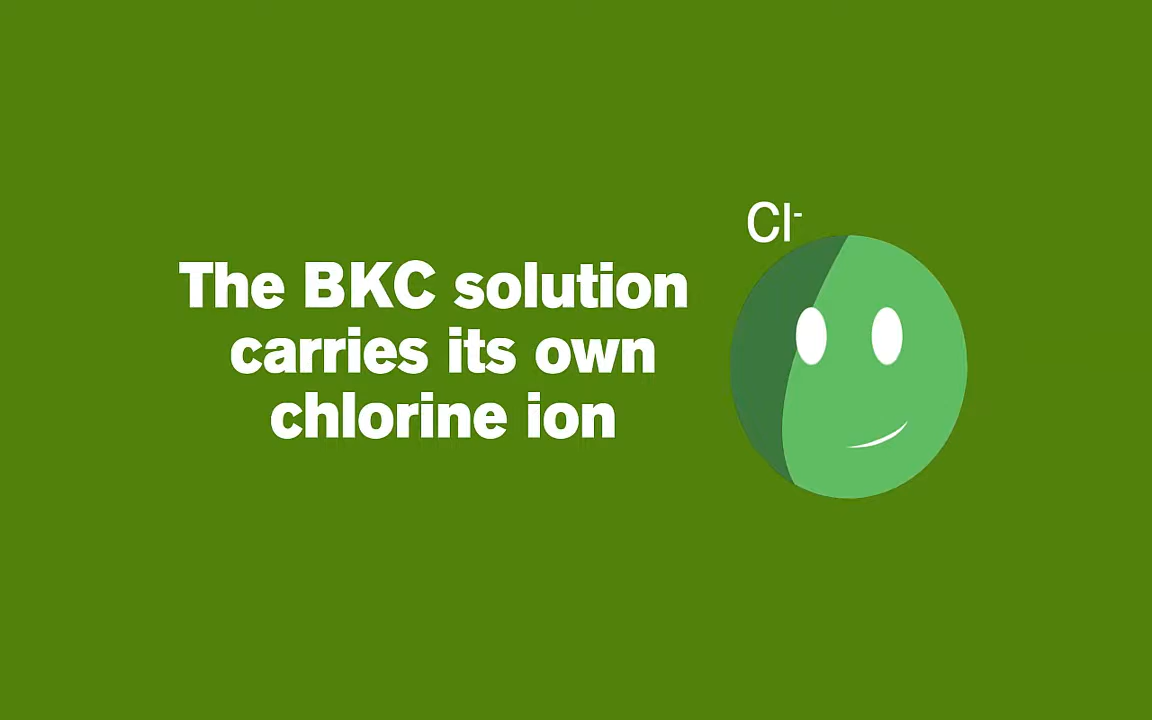 The BKC solution
carries its own
chlorine ion
Cl-